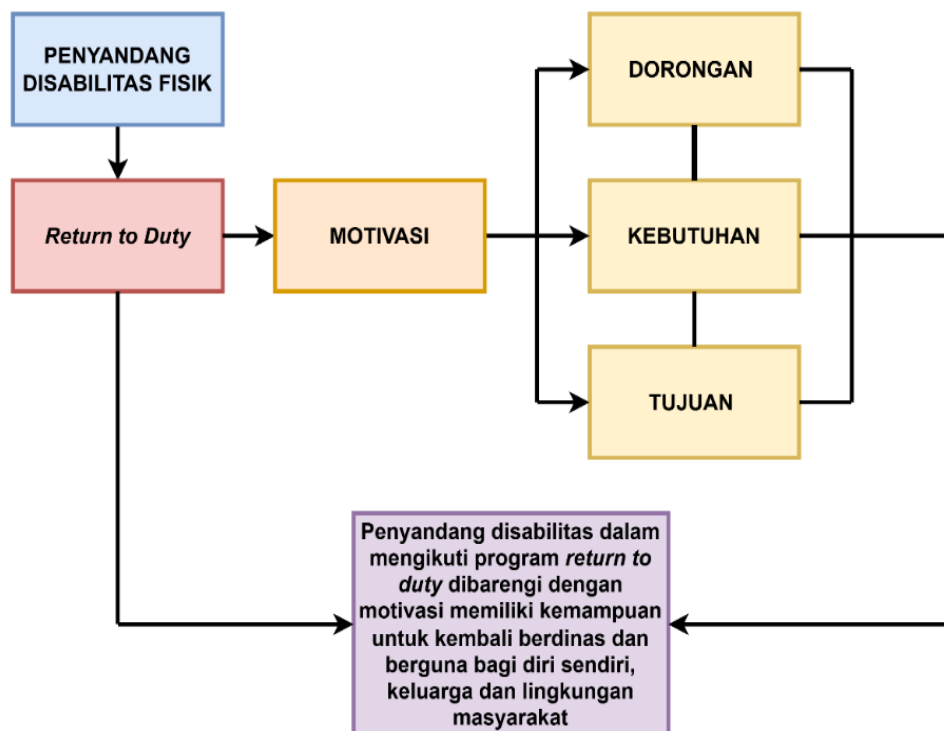 PENYANDANG
DISABILITAS FISIK
DORONGAN
Return to Duty
MOTIVASI
KEBUTUHAN
TUJUAN
Penyandang disabilitas dalam
mengikuti program return to
duty dibarengi dengan
motivasi memiliki kemampuan
untuk kembali berdinas dan
berguna bagi diri sendiri,
keluarga dan lingkungan
masyarakat